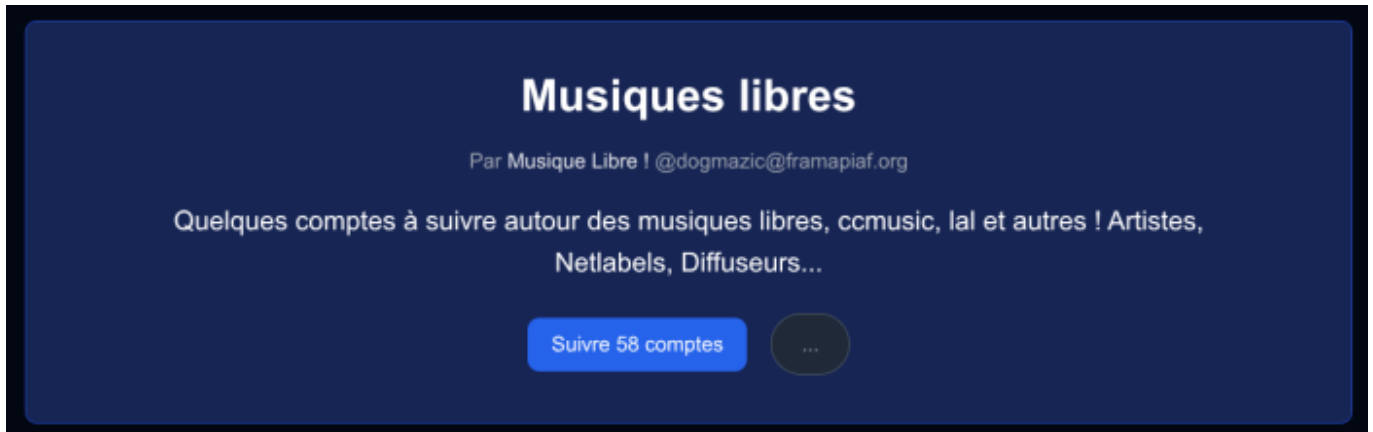 Musiques libres
Par Musique Libre ! @dogmazic@framapiaf.org
Quelques comptes à suivre autour des musiques libres, ccmusic, lal et autres ! Artistes,
Netlabels, Diffuseurs...
Suivre 58 comptes
...